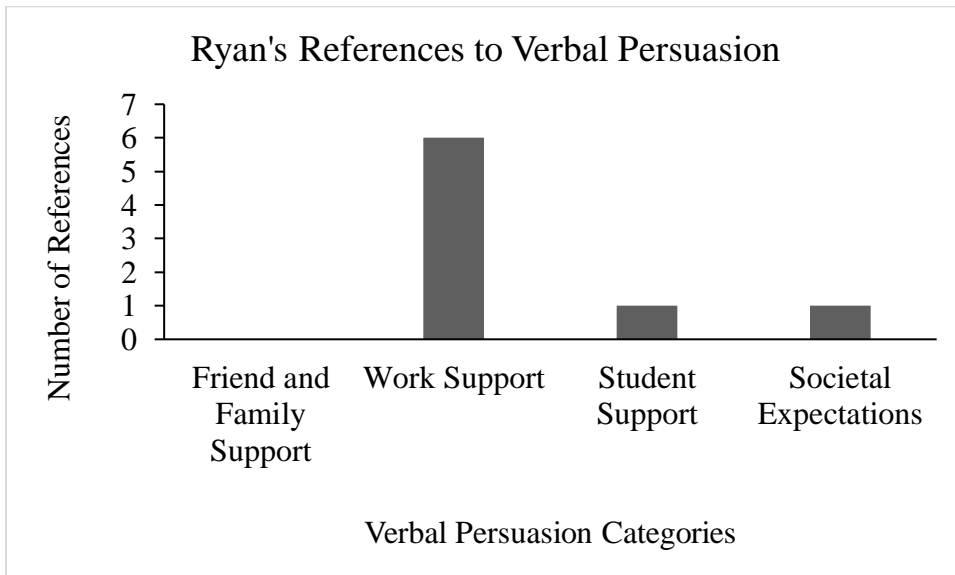 Ryan's References to Verbal Persuasion
Number of References
7
6
5
4
3
2
1
0
Friend and
Family
Support
Work Support
Student
Support
Societal
Expectations
Verbal Persuasion Categories